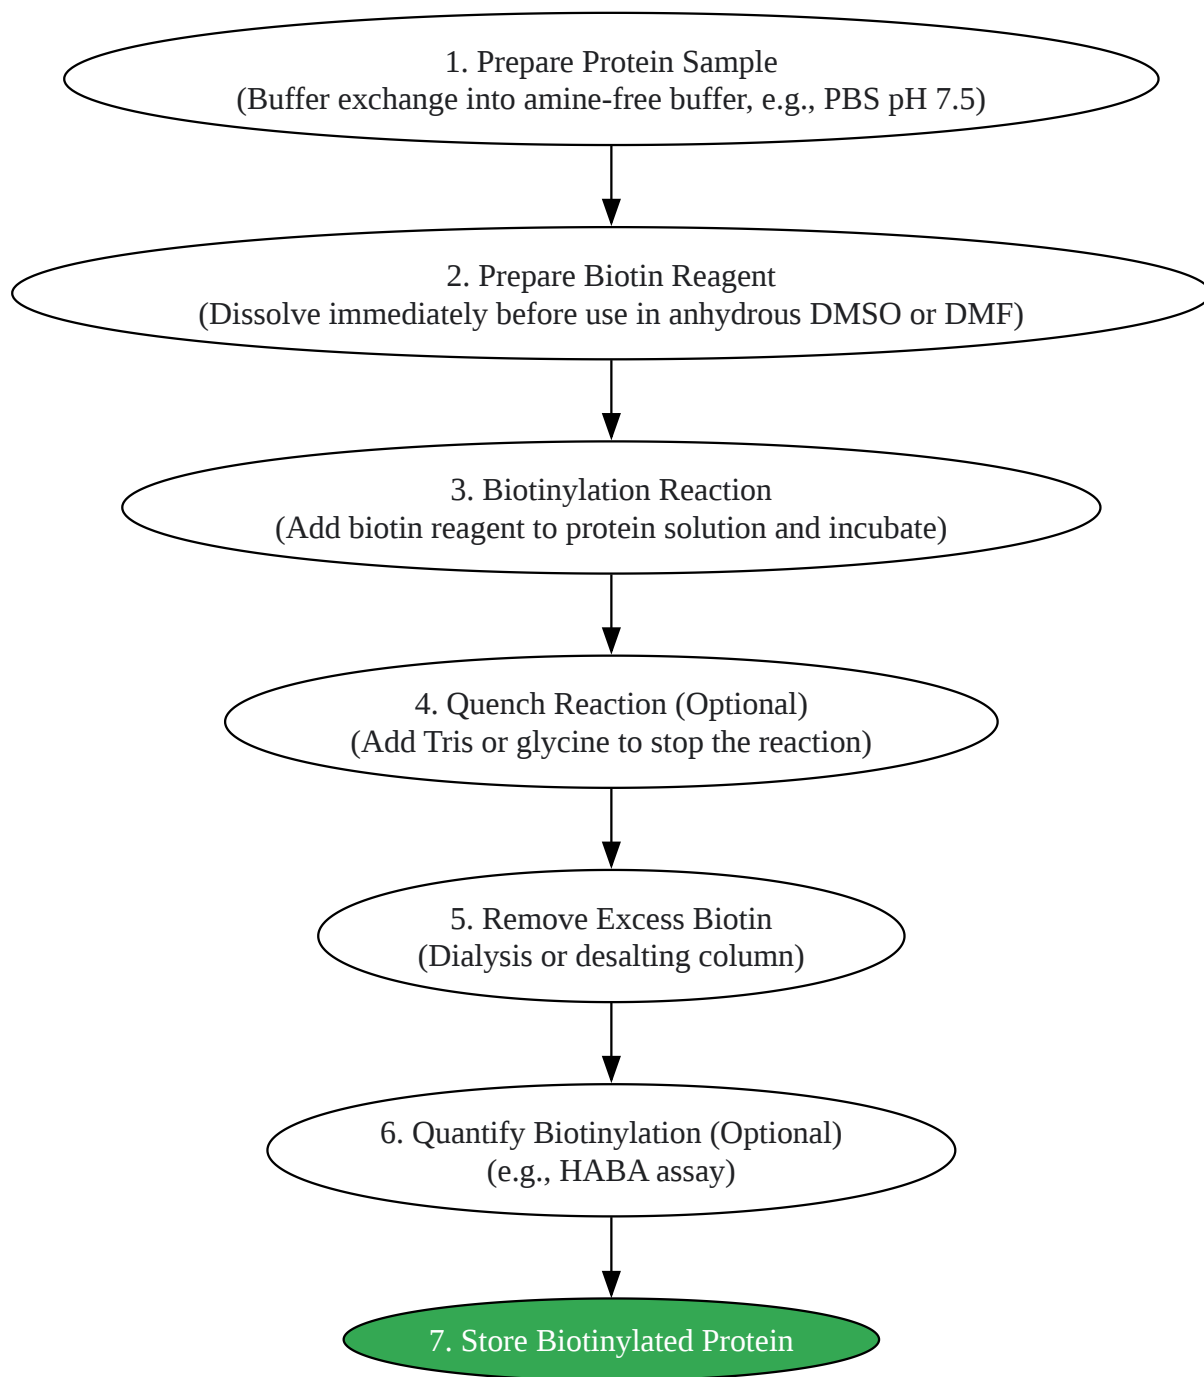 1. Prepare Protein Sample
(Buffer exchange into amine-free buffer, e.g., PBS pH 7.5)
2. Prepare Biotin Reagent
(Dissolve immediately before use in anhydrous DMSO or DMF)
3. Biotinylation Reaction
(Add biotin reagent to protein solution and incubate)
4. Quench Reaction (Optional)
(Add Tris or glycine to stop the reaction)
5. Remove Excess Biotin
(Dialysis or desalting column)
6. Quantify Biotinylation (Optional)
(e.g., HABA assay)
7. Store Biotinylated Protein